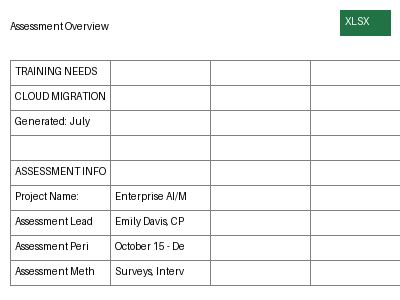 Assessment Overview
XLSX
TRAINING NEEDS
CLOUD MIGRATION
Generated: July
ASSESSMENT INFO
Project Name: Enterprise AI/M
Assessment Lead Emily Davis, CP
Assessment Peri October 15 - De
Assessment Meth Surveys, Interv